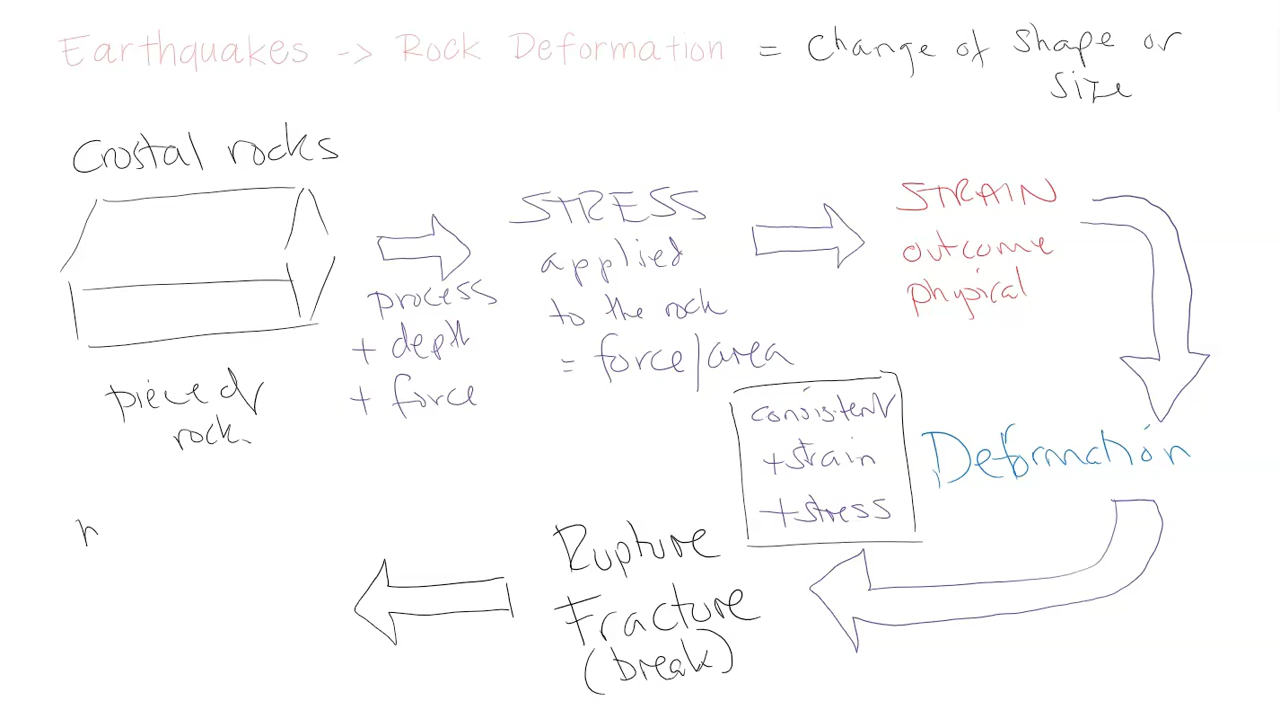 Earthquakes -> Rock Deformation = Change of Shape or
size
Crostal rocks
piece of
rock.
process
+ depth
+ force
STRESS
applied
to the rock
= force/area
STRAIN
outcome
physical
Deformation
consistent
+strain
+stress
Rupture
Fracture
(break)